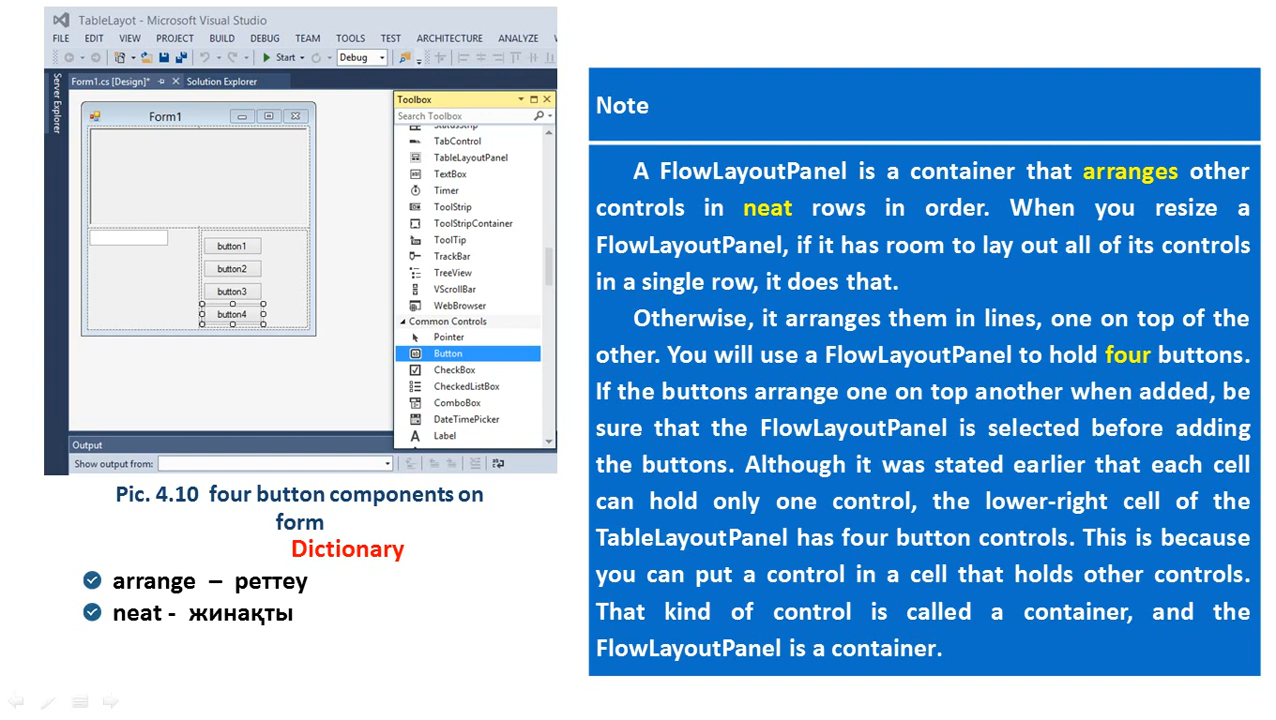 TableLayot - Microsoft Visual Studio
FILE EDIT VIEW PROJECT BUILD DEBUG TEAM TOOLS TEST ARCHITECTURE ANALYZE
Start Debug
Server Explorer
Form1.cs [Design]* Solution Explorer
Form1
button1
button2
button3
button4
Toolbox
Search Toolbox
StatusStrip
TabControl
TableLayoutPanel
TextBox
Timer
ToolStrip
ToolStripContainer
ToolTip
TrackBar
TreeView
VScrollBar
WebBrowser
Common Controls
Pointer
Button
CheckBox
CheckedListBox
ComboBox
DateTimePicker
Label
Output
Show output from:
Pic. 4.10 four button components on
form
Dictionary
arrange – реттеу
neat - жинақты
Note
A FlowLayoutPanel is a container that arranges other
controls in neat rows in order. When you resize a
FlowLayoutPanel, if it has room to lay out all of its controls
in a single row, it does that.
Otherwise, it arranges them in lines, one on top of the
other. You will use a FlowLayoutPanel to hold four buttons.
If the buttons arrange one on top another when added, be
sure that the FlowLayoutPanel is selected before adding
the buttons. Although it was stated earlier that each cell
can hold only one control, the lower-right cell of the
TableLayoutPanel has four button controls. This is because
you can put a control in a cell that holds other controls.
That kind of control is called a container, and the
FlowLayoutPanel is a container.